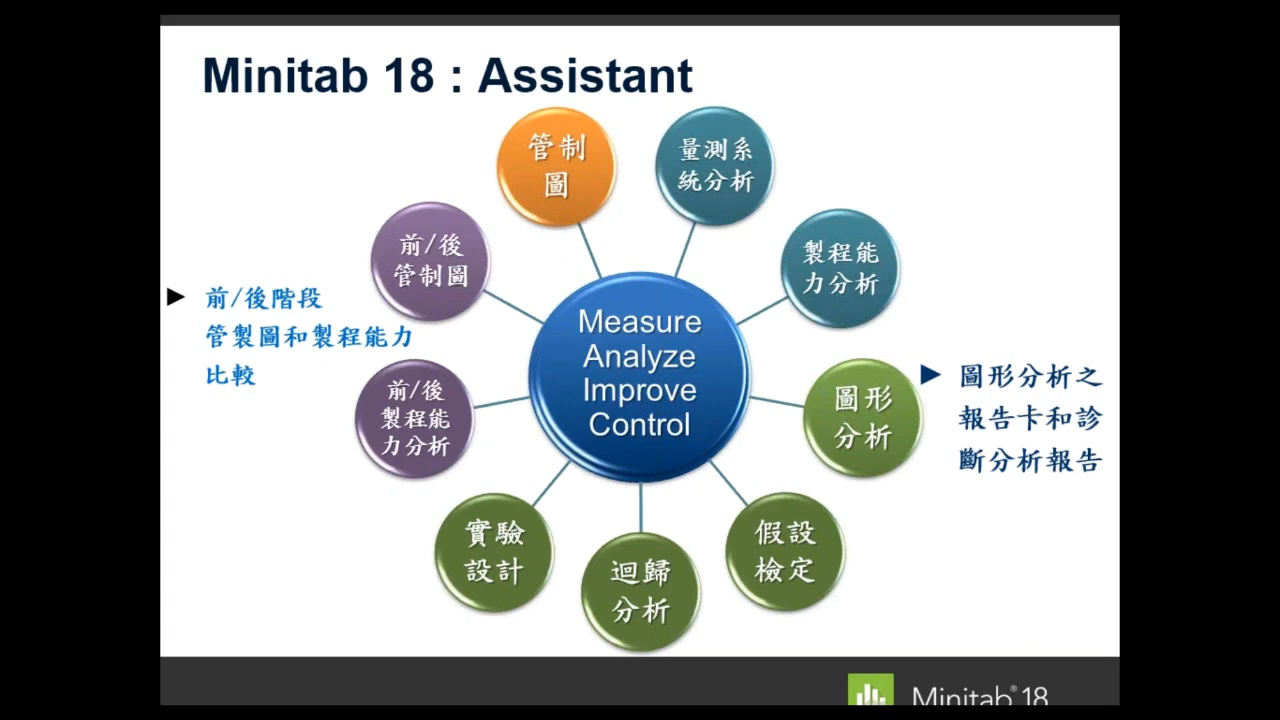 Minitab 18 : Assistant
管制
圖
量測系
統分析
前/後
管制圖
製程能
力分析
前/後階段
管製圖和製程能力
比較
Measure
Analyze
Improve
Control
前/後
製程能
力分析
圖形
分析
圖形分析之
報告卡和診
斷分析報告
實驗
設計
迴歸
分析
假設
檢定
Minitab® 18